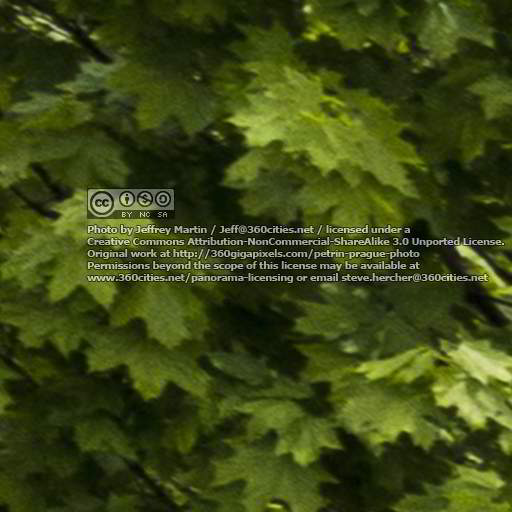 cc
BY NC SA
Photo by Jeffrey Martin / Jeff@360cities.net / licensed under a
Creative Commons Attribution-NonCommercial-ShareAlike 3.0 Unported License.
Original work at http://360gigapixels.com/petrin-prague-photo
Permissions beyond the scope of this license may be available at
www.360cities.net/panorama-licensing or email steve.hercher@360cities.net